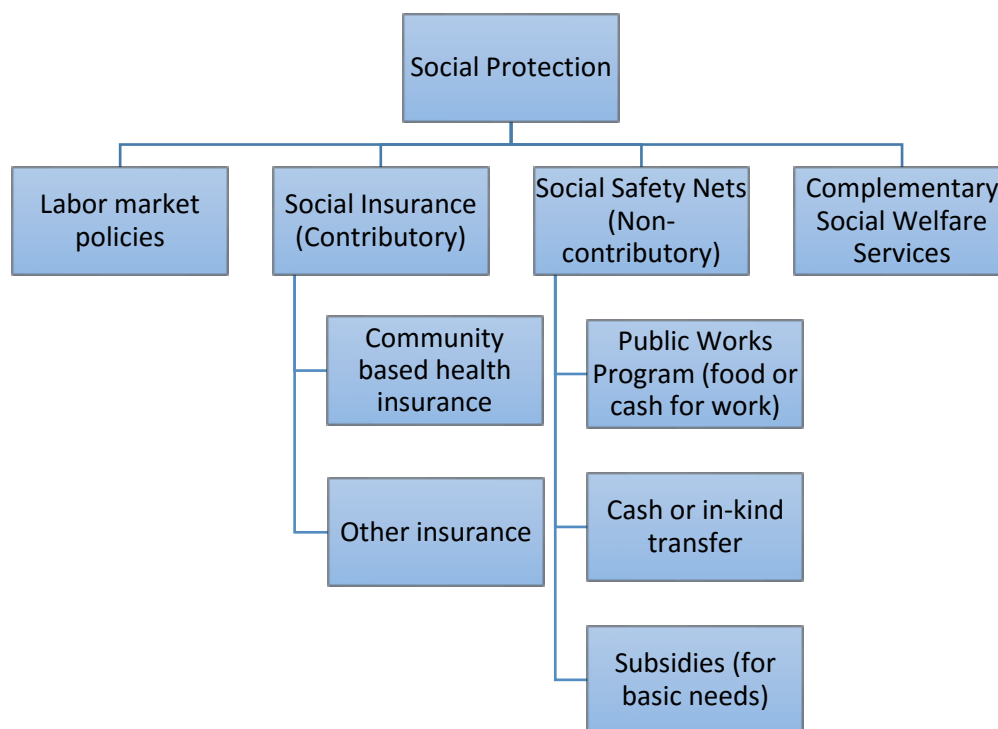 Social Protection
Labor market
policies
Social Insurance
(Contributory)
Social Safety Nets
(Non-
contributory)
Complementary
Social Welfare
Services
Community
based health
insurance
Other insurance
Public Works
Program (food or
cash for work)
Cash or in-kind
transfer
Subsidies (for
basic needs)